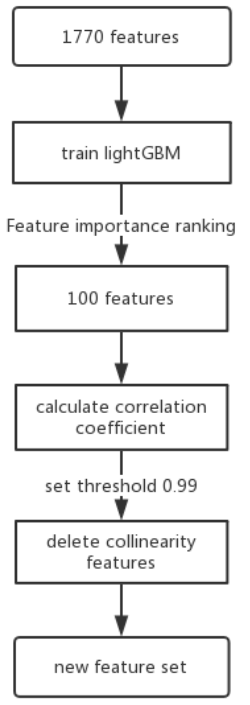 1770 features
train lightGBM
Feature importance ranking
100 features
calculate correlation
coefficient
set threshold 0.99
delete collinearity
features
new feature set